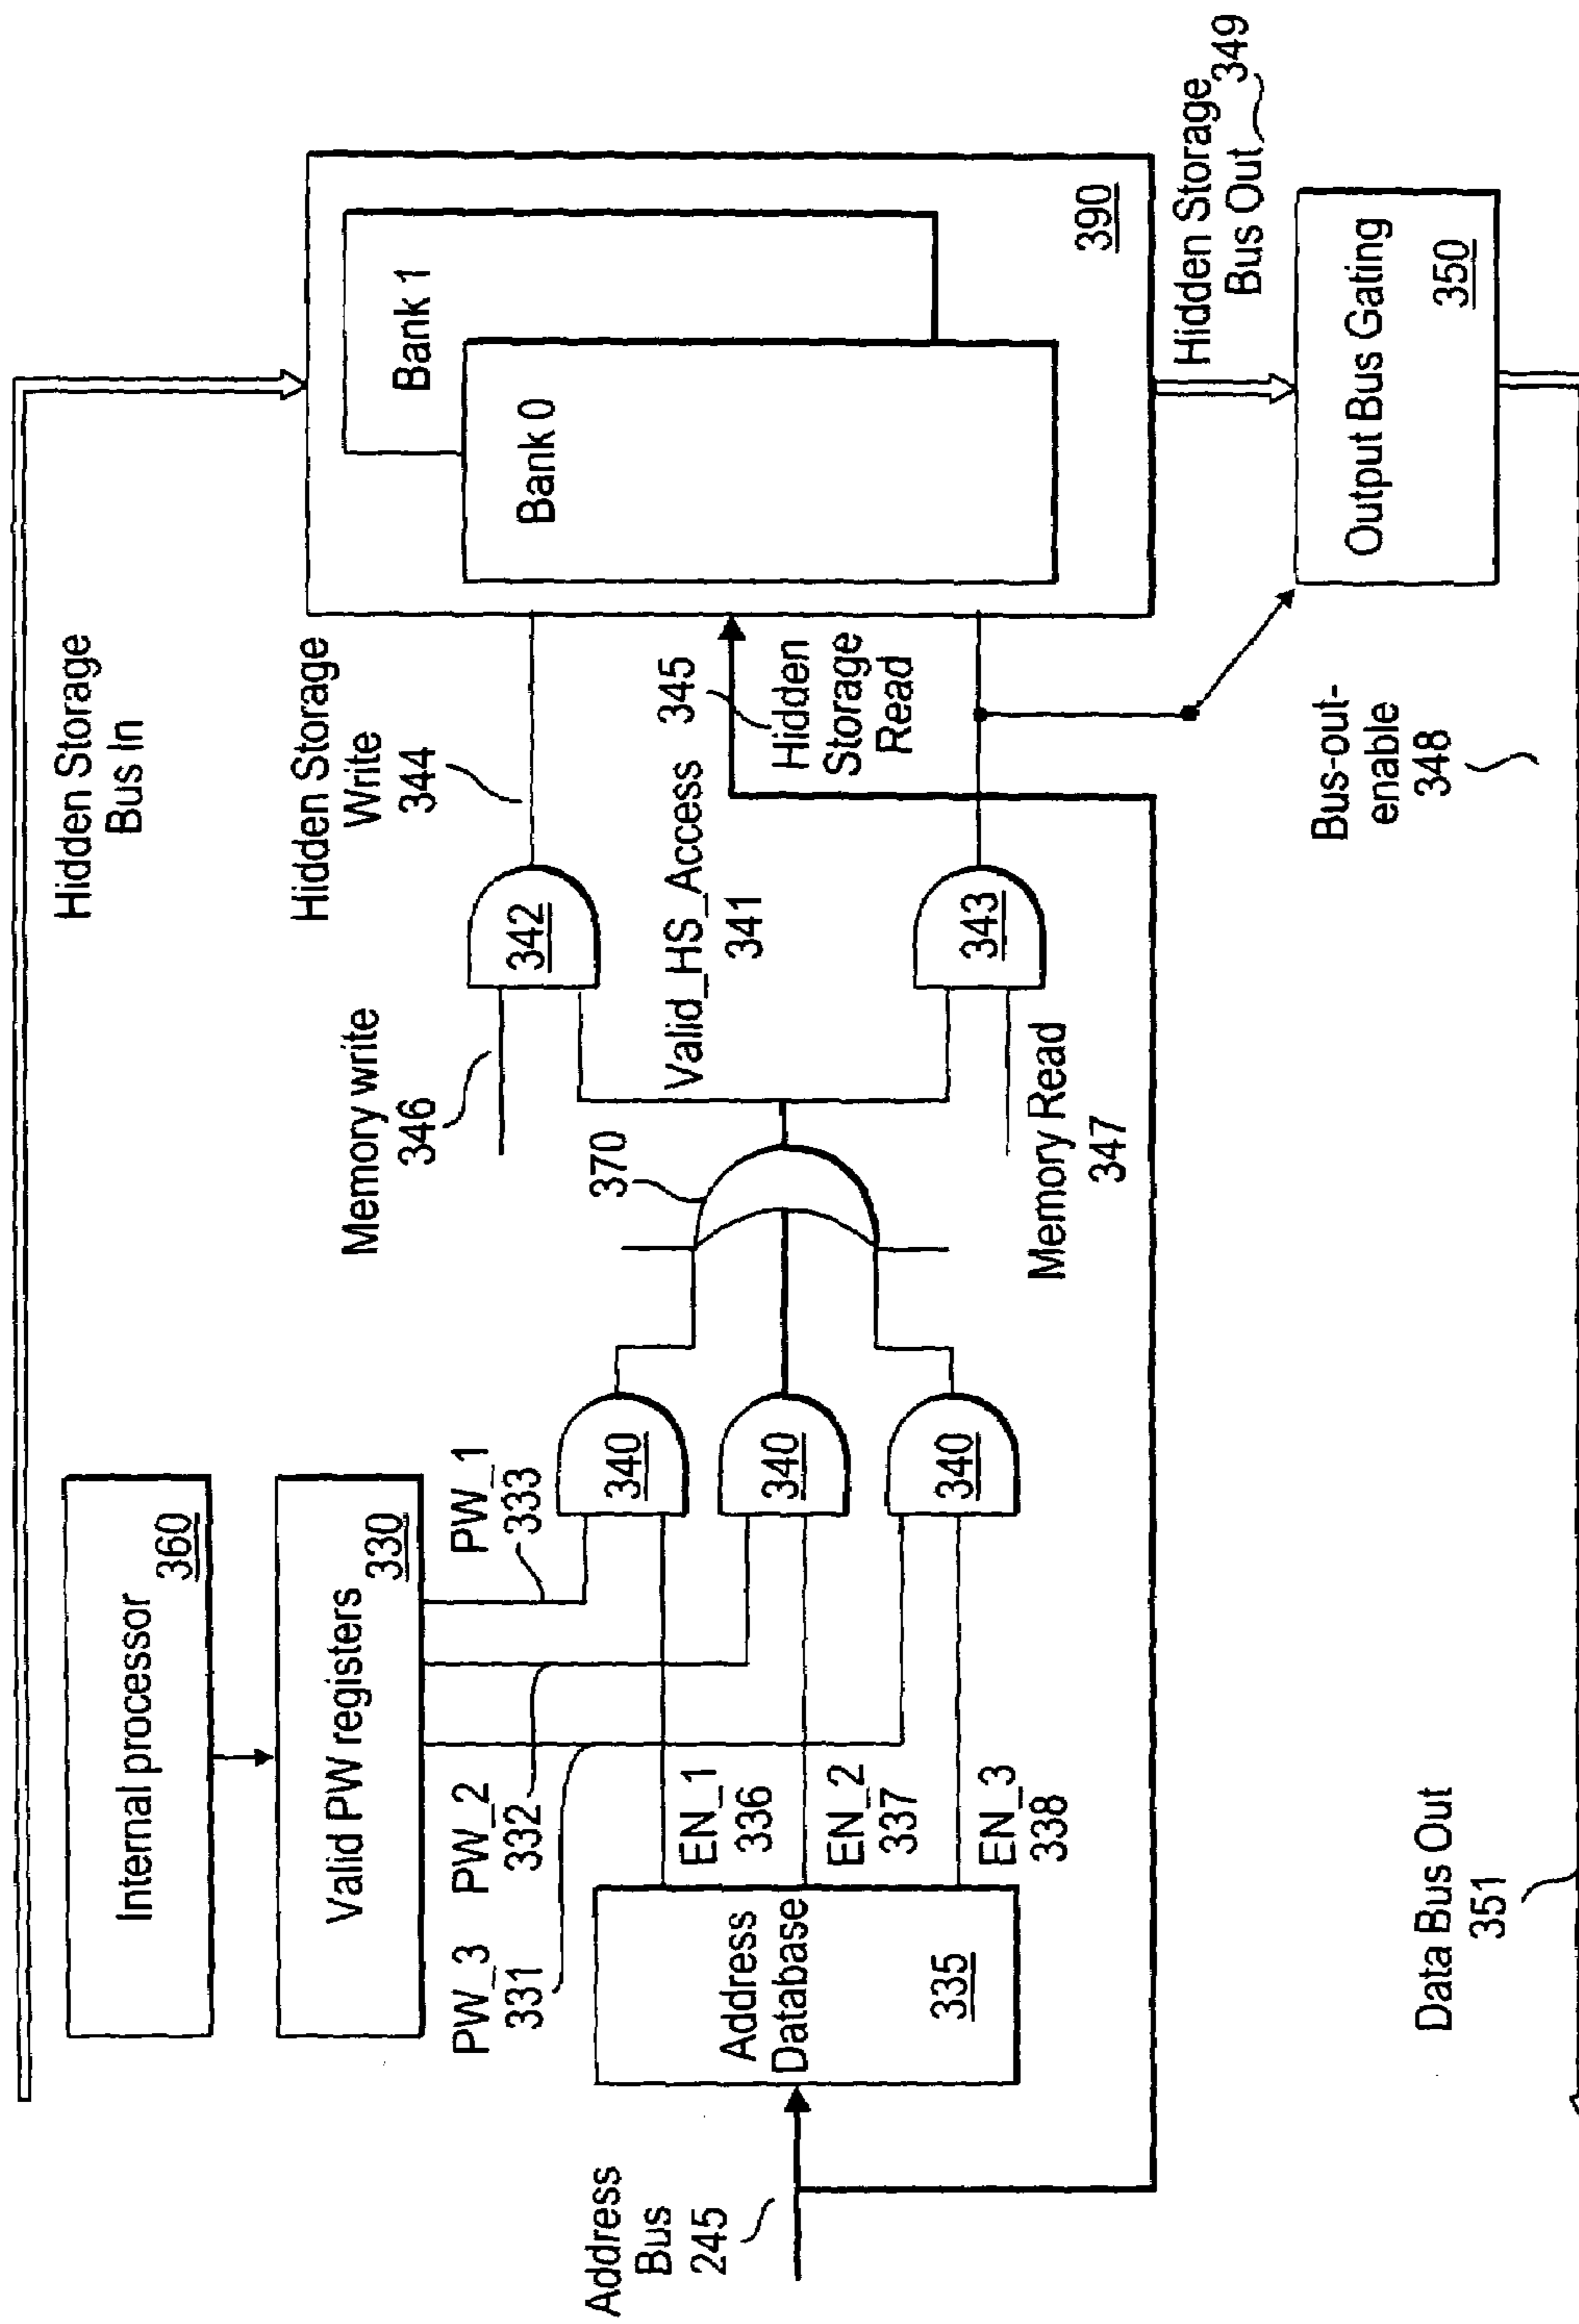 Hidden Storage
Bus In
Internal processor
360
Valid PW registers
330
PW_3
331
PW_2
332
PW_1
333
Address
Bus
245
Address
Database
335
EN_1
336
EN_2
337
EN_3
338
340
340
340
370
Memory write
346
Memory Read
347
Valid_HS_Access
341
342
343
Hidden Storage
Write
344
345
Hidden
Storage
Read
Bank 1
Bank 0
390
Hidden Storage
Bus Out
349
Bus-out-
enable
348
Output Bus Gating
350
Data Bus Out
351